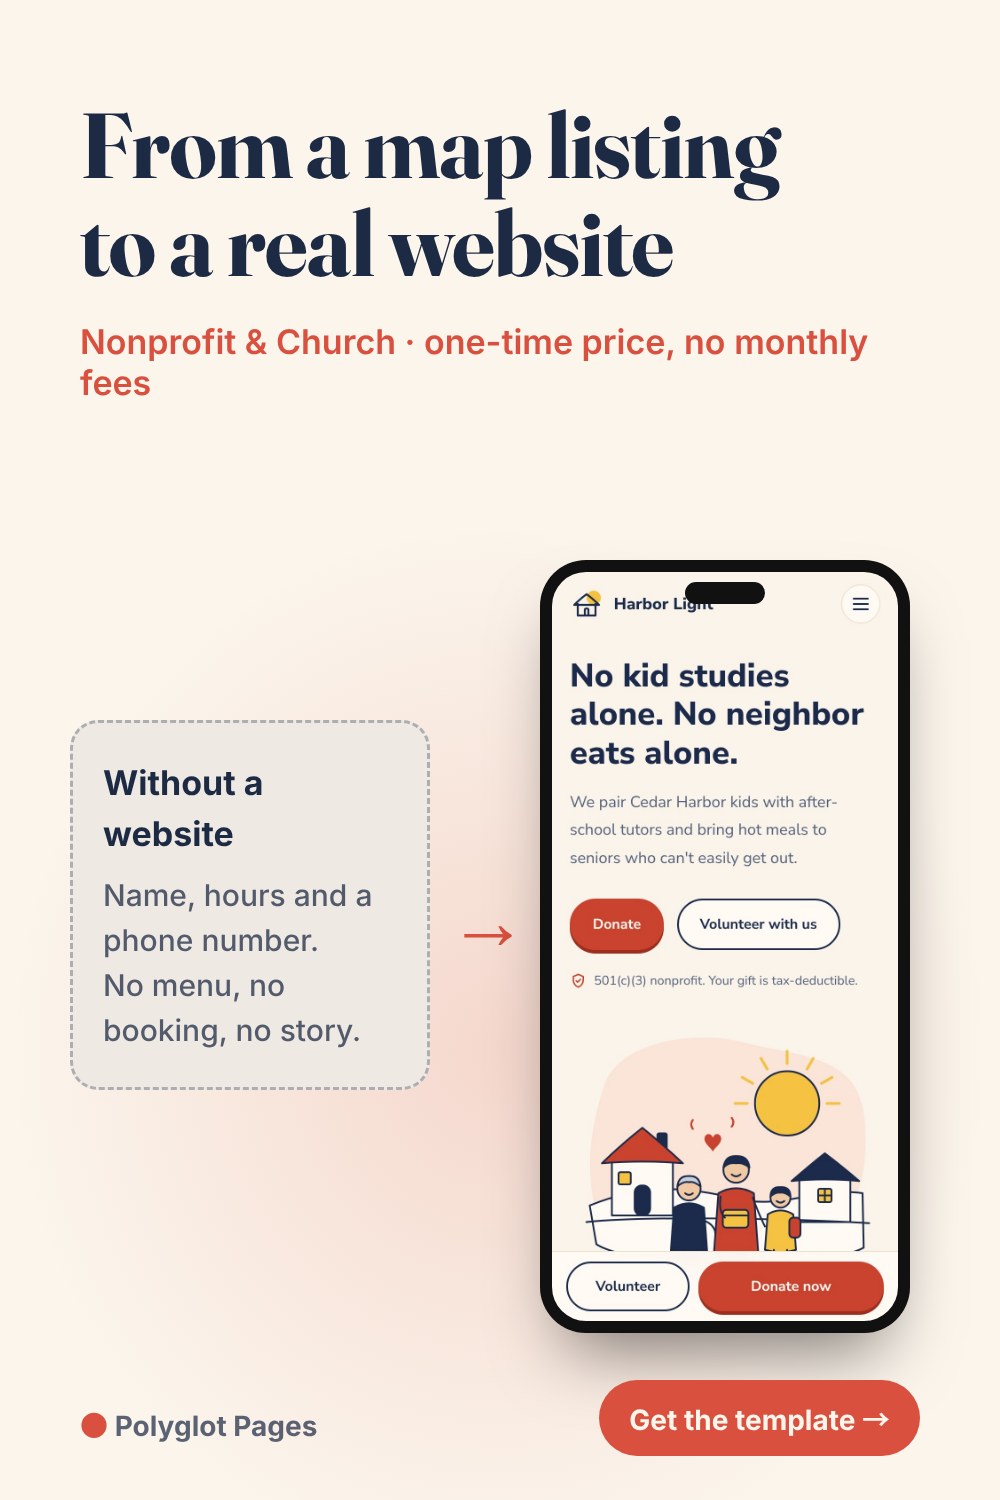 From a map listing
to a real website
Nonprofit & Church · one-time price, no monthly
fees
Without a
website
Name, hours and a
phone number.
No menu, no
booking, no story.
→
Harbor Light
No kid studies
alone. No neighbor
eats alone.
We pair Cedar Harbor kids with after-
school tutors and bring hot meals to
seniors who can't easily get out.
Donate
Volunteer with us
501(c)(3) nonprofit. Your gift is tax-deductible.
Volunteer
Donate now
Polyglot Pages
Get the template →